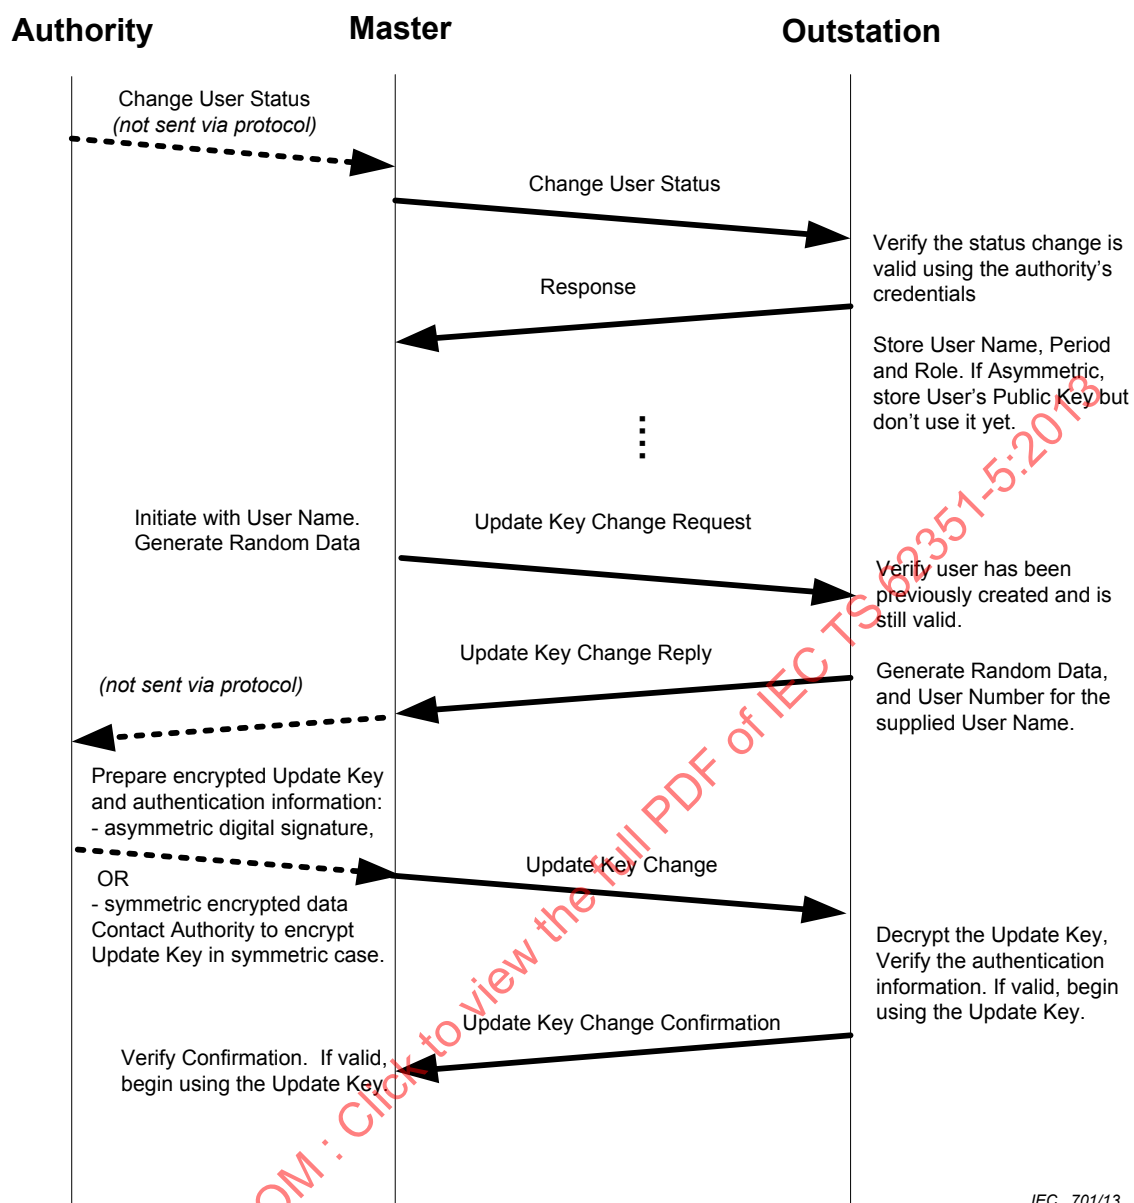 Authority
Master
Outstation
Change User Status
(not sent via protocol)
Change User Status
Verify the status change is
valid using the authority's
credentials
Response
Store User Name, Period
and Role. If Asymmetric,
store User's Public Key but
don't use it yet.
Initiate with User Name.
Generate Random Data
Update Key Change Request
Verify user has been
previously created and is
still valid.
Update Key Change Reply
(not sent via protocol)
Generate Random Data,
and User Number for the
supplied User Name.
Prepare encrypted Update Key
and authentication information:
- asymmetric digital signature,
OR
- symmetric encrypted data
Contact Authority to encrypt
Update Key in symmetric case.
Update Key Change
Decrypt the Update Key,
Verify the authentication
information. If valid, begin
using the Update Key.
Update Key Change Confirmation
Verify Confirmation. If valid,
begin using the Update Key.
OM : Click to view the full PDF of IEC TS 62351-5:2013
IEC 701/13